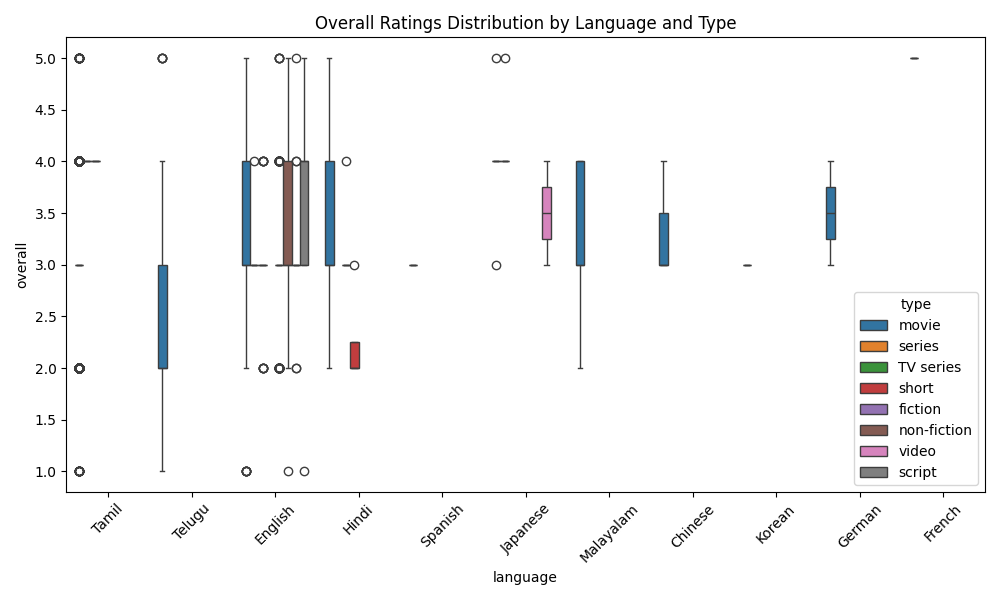 Overall Ratings Distribution by Language and Type
overall
5.0
4.5
4.0
3.5
3.0
2.5
2.0
1.5
1.0
type
movie
series
TV series
short
fiction
non-fiction
video
script
Tamil
Telugu
English
Hindi
Spanish
Japanese
Malayalam
Chinese
Korean
German
French
language